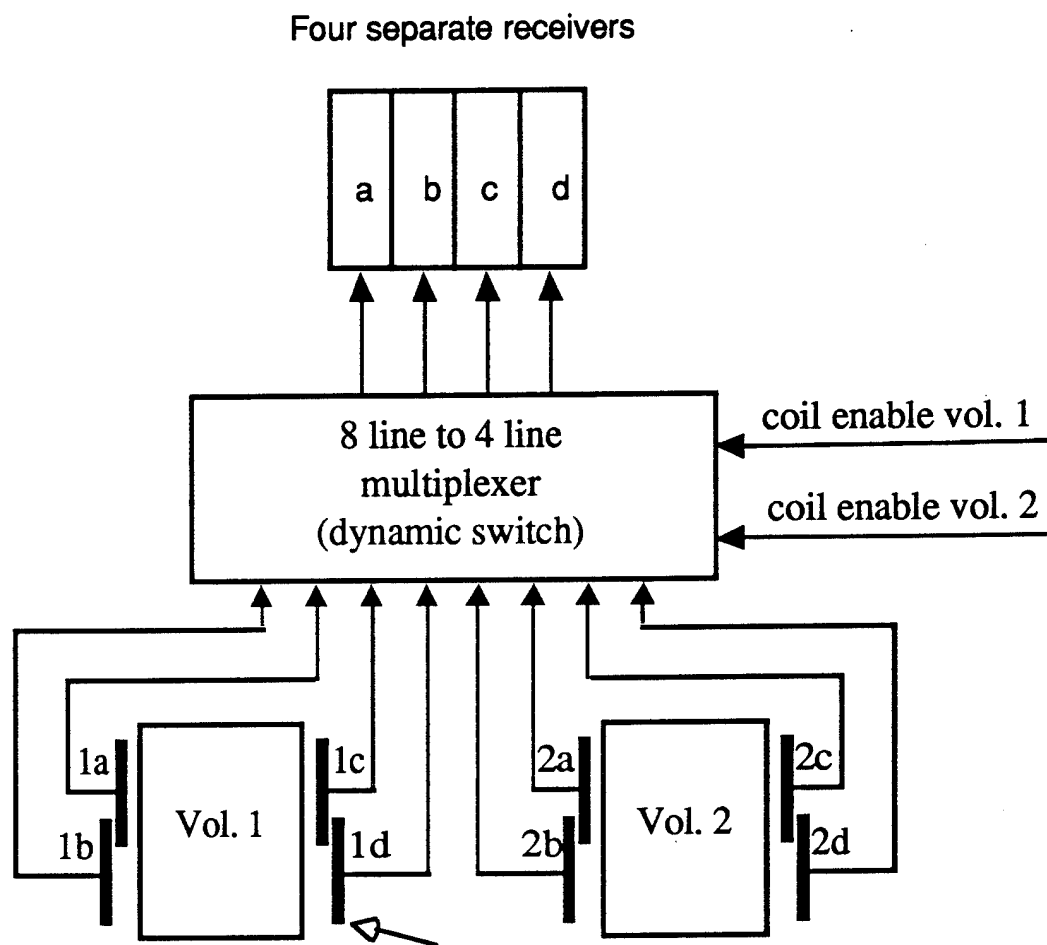 Four separate receivers
a b c d
8 line to 4 line
multiplexer
(dynamic switch)
coil enable vol. 1
coil enable vol. 2
1a
1b
Vol. 1
1c
1d
2a
2b
Vol. 2
2c
2d